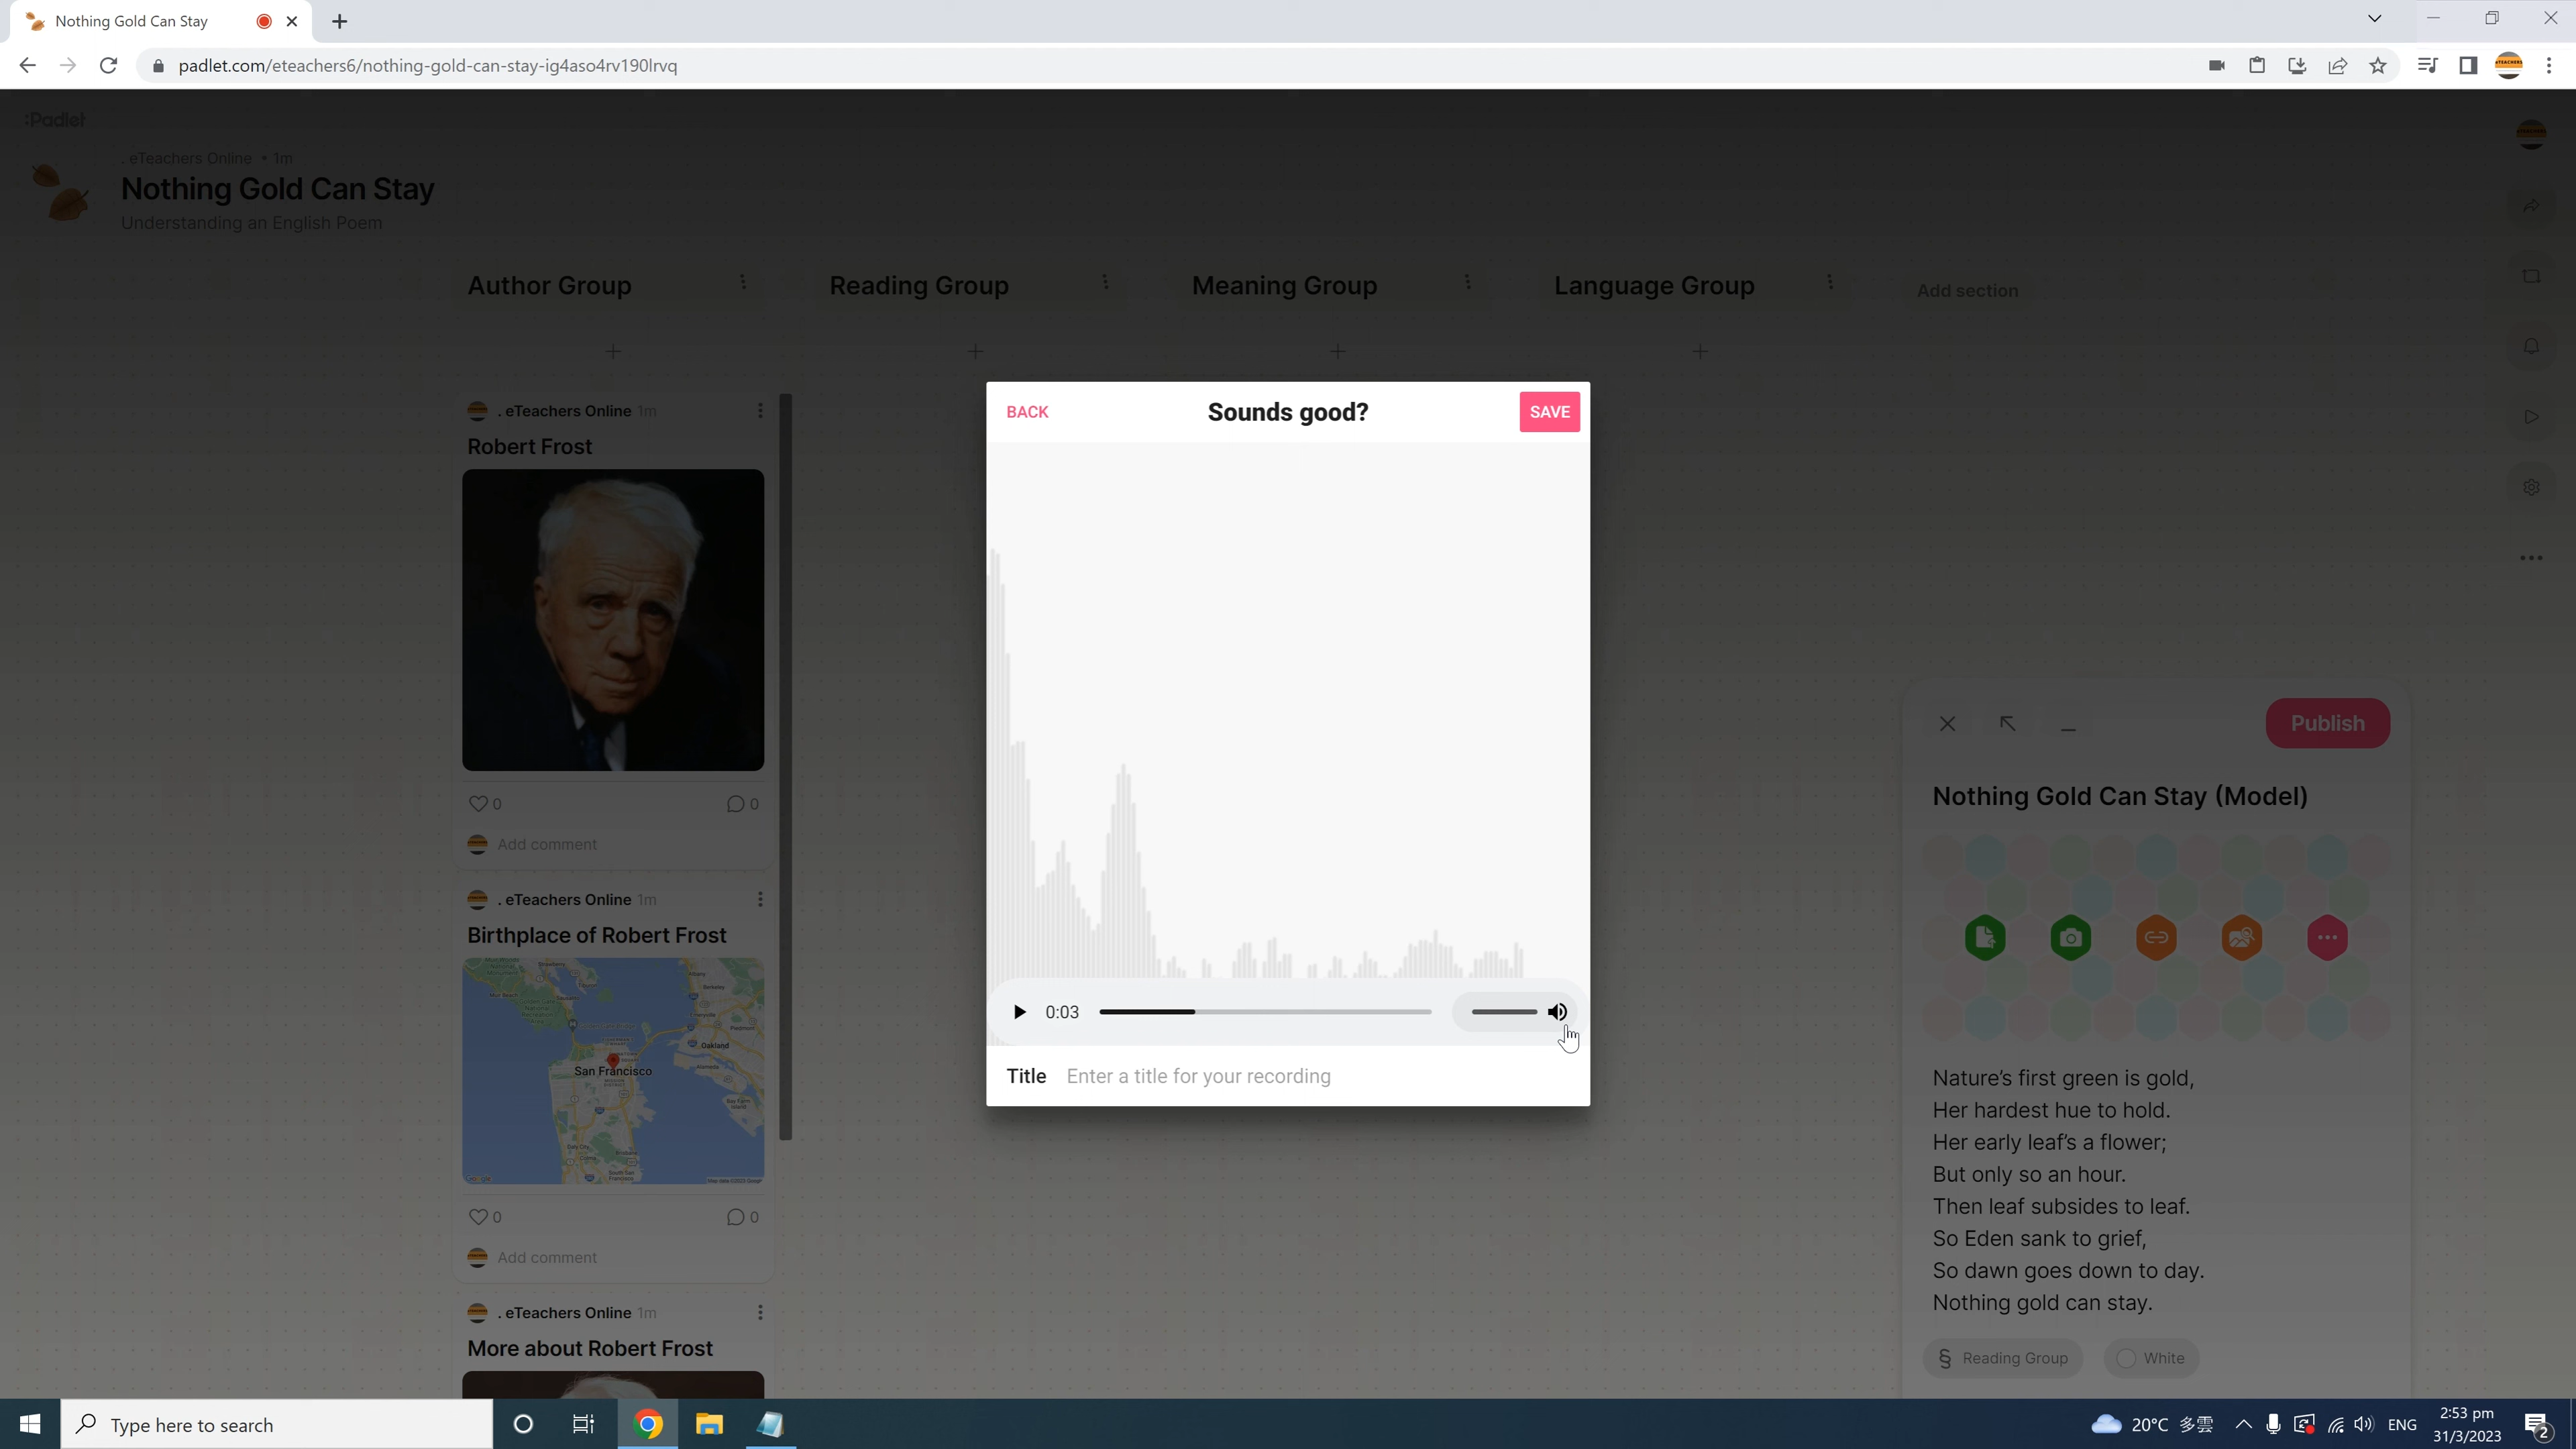 Nothing Gold Can Stay
padlet.com/eteachers6/nothing-gold-can-stay-ig4aso4rv190lrvq
:Padlet
. eTeachers Online • 1m
Nothing Gold Can Stay
Understanding an English Poem
Author Group
Reading Group
Meaning Group
Language Group
Add section
. eTeachers Online 1m
Robert Frost
0
0
Add comment
. eTeachers Online 1m
Birthplace of Robert Frost
San Francisco
Oakland
0
0
Add comment
. eTeachers Online 1m
More about Robert Frost
BACK
Sounds good?
SAVE
0:03
Title Enter a title for your recording
Publish
Nothing Gold Can Stay (Model)
Nature's first green is gold,
Her hardest hue to hold.
Her early leaf's a flower;
But only so an hour.
Then leaf subsides to leaf.
So Eden sank to grief,
So dawn goes down to day.
Nothing gold can stay.
§ Reading Group
White
Type here to search
20°C 多雲
ENG
2:53 pm
31/3/2023
2